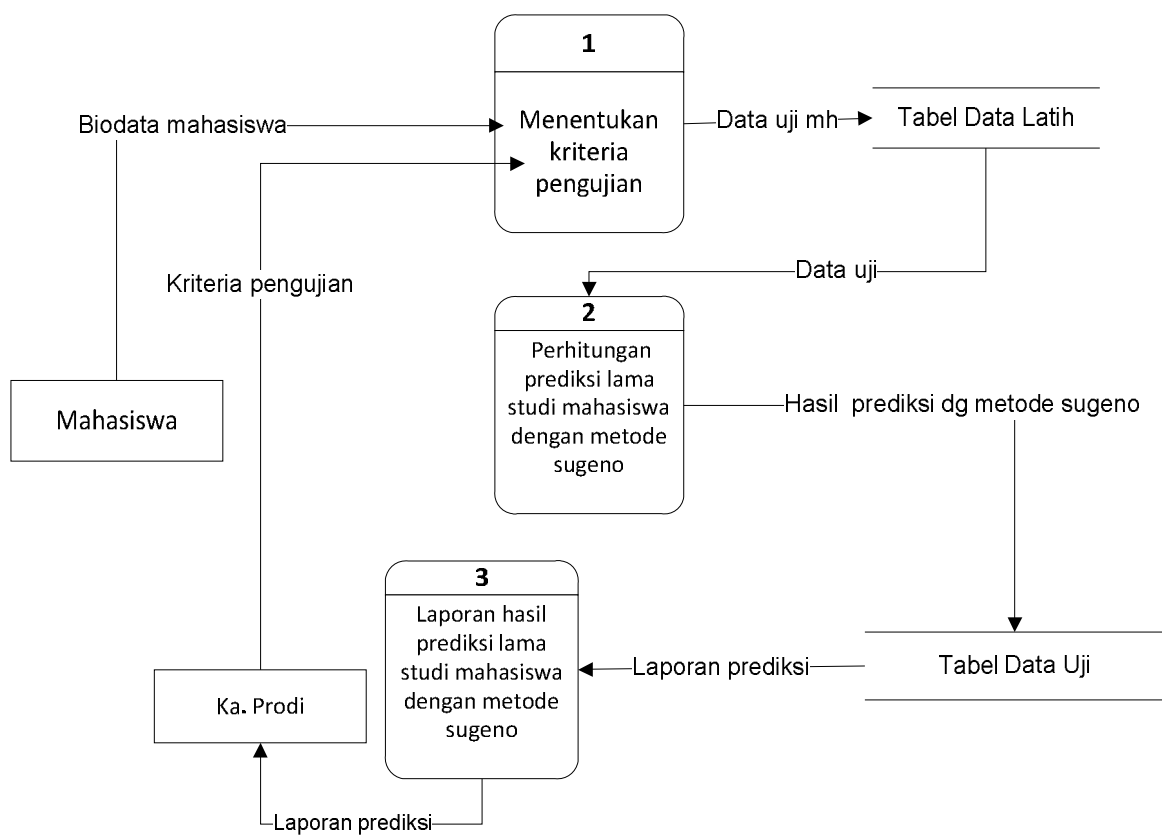 1
Biodata mahasiswa
Menentukan
kriteria
pengujian
Data uji mh
Tabel Data Latih
Kriteria pengujian
Data uji
2
Perhitungan
prediksi lama
studi mahasiswa
dengan metode
sugeno
Mahasiswa
Hasil prediksi dg metode sugeno
3
Laporan hasil
prediksi lama
studi mahasiswa
dengan metode
sugeno
Laporan prediksi
Tabel Data Uji
Ka. Prodi
Laporan prediksi